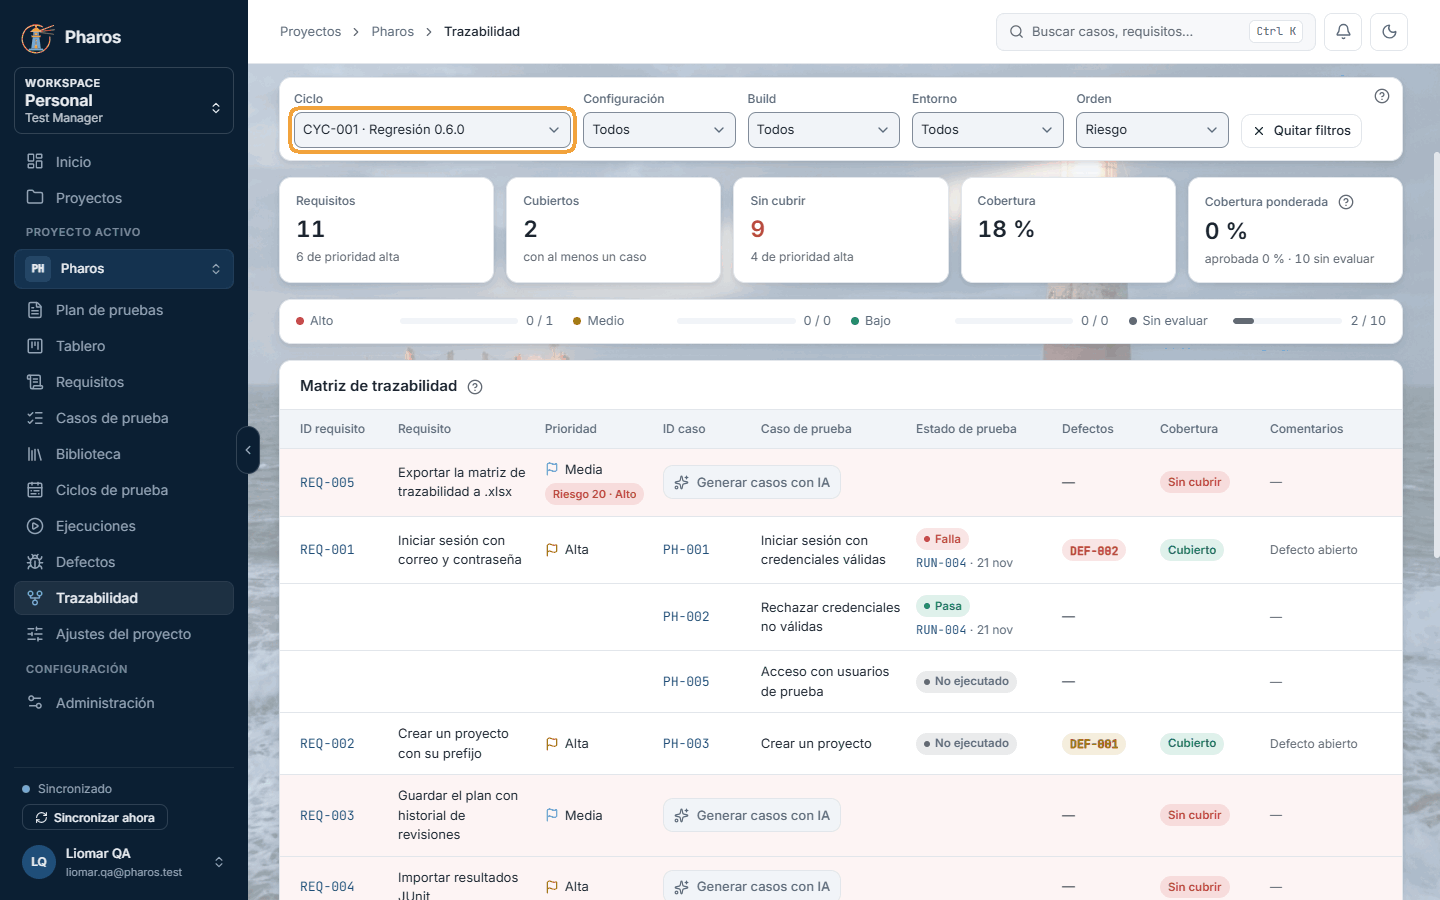 Pharos
WORKSPACE
Personal
Test Manager
Inicio
Proyectos
PROYECTO ACTIVO
PH Pharos
Plan de pruebas
Tablero
Requisitos
Casos de prueba
Biblioteca
Ciclos de prueba
Ejecuciones
Defectos
Trazabilidad
Ajustes del proyecto
CONFIGURACIÓN
Administración
Sincronizado
Sincronizar ahora
LQ Liomar QA
liomar.qa@pharos.test
Proyectos > Pharos > Trazabilidad
Buscar casos, requisitos... Ctrl K
Ciclo Configuración Build Entorno Orden
CYC-001 · Regresión 0.6.0 Todos Todos Todos Riesgo Quitar filtros
Requisitos
11
6 de prioridad alta
Cubiertos
2
con al menos un caso
Sin cubrir
9
4 de prioridad alta
Cobertura
18 %
Cobertura ponderada
0 %
aprobada 0 % · 10 sin evaluar
Alto 0 / 1 Medio 0 / 0 Bajo 0 / 0 Sin evaluar 2 / 10
Matriz de trazabilidad
ID requisito Requisito Prioridad ID caso Caso de prueba Estado de prueba Defectos Cobertura Comentarios
REQ-005 Exportar la matriz de trazabilidad a .xlsx Media Riesgo 20 · Alto Generar casos con IA — Sin cubrir —
REQ-001 Iniciar sesión con correo y contraseña Alta PH-001 Iniciar sesión con credenciales válidas Falla RUN-004 · 21 nov DEF-002 Cubierto Defecto abierto
PH-002 Rechazar credenciales no válidas Pasa RUN-004 · 21 nov — —
PH-005 Acceso con usuarios de prueba No ejecutado — —
REQ-002 Crear un proyecto con su prefijo Alta PH-003 Crear un proyecto No ejecutado DEF-001 Cubierto Defecto abierto
REQ-003 Guardar el plan con historial de revisiones Media Generar casos con IA — Sin cubrir —
REQ-004 Importar resultados JUnit Alta Generar casos con IA — Sin cubrir —